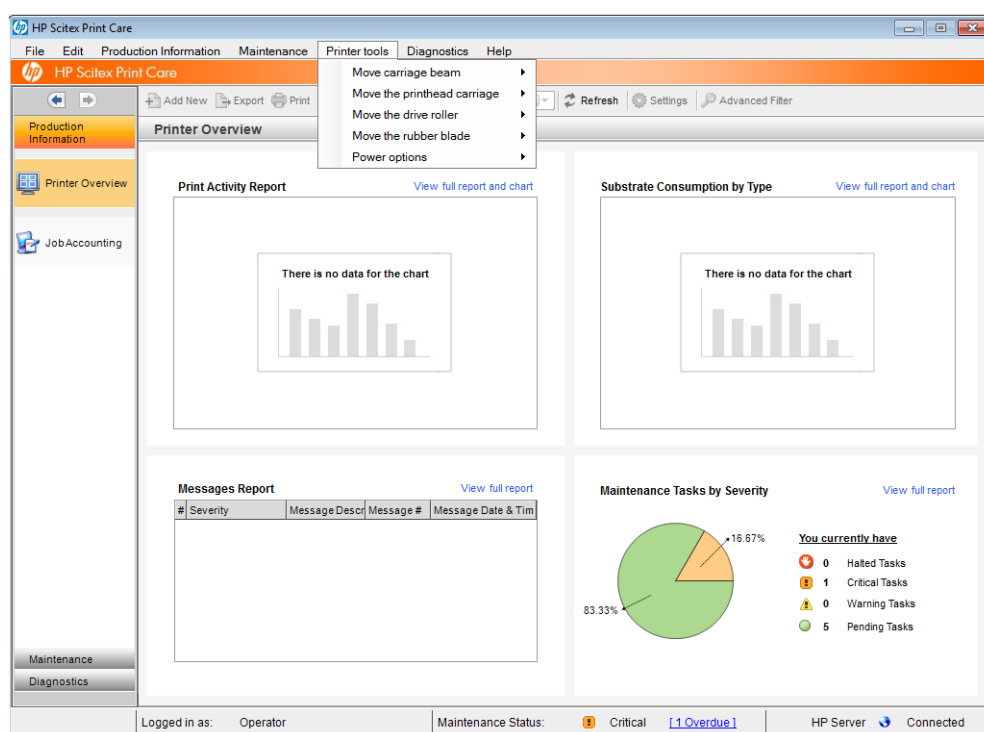 HP Scitex Print Care
File Edit Production Information Maintenance Printer tools Diagnostics Help
HP Scitex Print Care
Move carriage beam
Move the printhead carriage
Move the drive roller
Move the rubber blade
Power options
Add New Export Print Refresh Settings Advanced Filter
Production
Information
Printer Overview
Job Accounting
Maintenance
Diagnostics
Printer Overview
Print Activity Report View full report and chart
There is no data for the chart
Substrate Consumption by Type View full report and chart
There is no data for the chart
Messages Report View full report
# Severity Message Descr Message # Message Date & Tim
Maintenance Tasks by Severity View full report
16.67%
83.33%
You currently have
0 Halted Tasks
1 Critical Tasks
0 Warning Tasks
5 Pending Tasks
Logged in as: Operator Maintenance Status: Critical [ 1 Overdue ] HP Server Connected